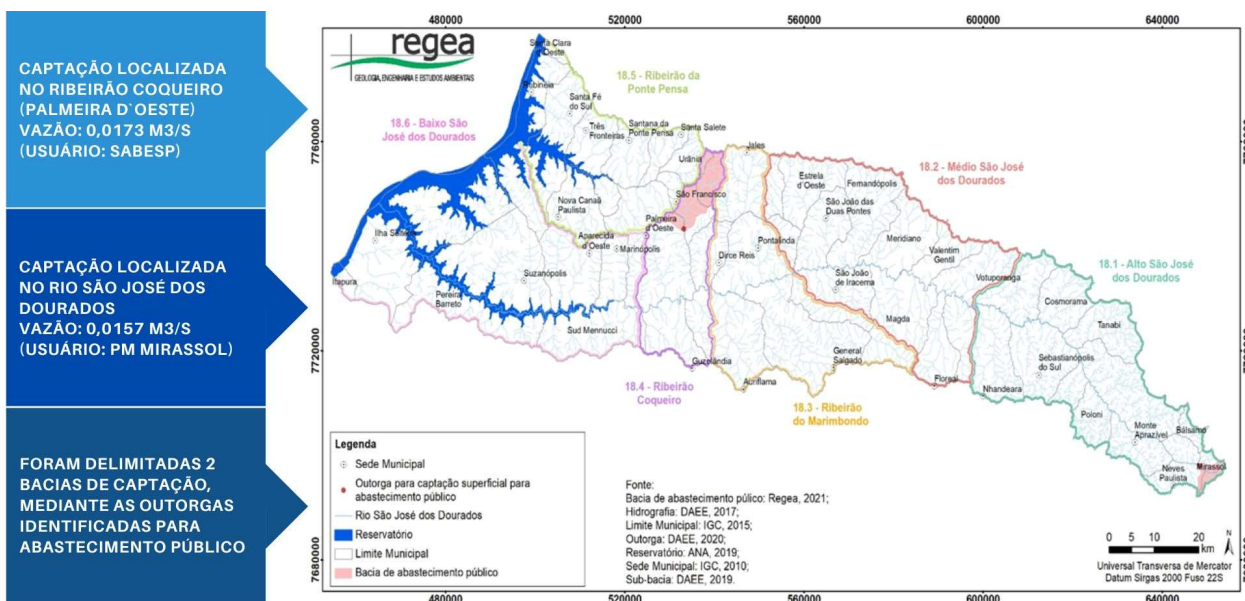 CAPTAÇÃO LOCALIZADA
NO RIBEIRÃO COQUEIRO
(PALMEIRA D`OESTE)
VAZÃO: 0,0173 M3/S
(USUÁRIO: SABESP)
CAPTAÇÃO LOCALIZADA
NO RIO SÃO JOSÉ DOS
DOURADOS
VAZÃO: 0,0157 M3/S
(USUÁRIO: PM MIRASSOL)
FORAM DELIMITADAS 2
BACIAS DE CAPTAÇÃO,
MEDIANTE AS OUTORGAS
IDENTIFICADAS PARA
ABASTECIMENTO PÚBLICO
480000
520000
560000
600000
640000
regea
GEOLOGIA, ENGENHARIA E ESTUDOS AMBIENTAIS
7760000
7720000
7680000
Santa Clara
d'Oeste
Rubinéia
Santa Fé
do Sul
Três
Fronteiras
Santana da
Ponte Pensa
Santa Salete
18.5 - Ribeirão da
Ponte Pensa
18.6 - Baixo São
José dos Dourados
Urânia
Jales
São Francisco
Nova Canaã
Paulista
Palmeira
d'Oeste
Aparecida
d'Oeste
Marinópolis
Ilha Solteira
Itapura
Suzanápolis
Pereira
Barreto
Sud Mennucci
Dirce Reis
Pontalinda
Estrela
d'Oeste
Fernandópolis
São João das
Duas Pontes
18.2 - Médio São José
dos Dourados
Meridiano
Valentim
Gentil
Votuporanga
São João
de Iracema
Magda
18.1 - Alto São José
dos Dourados
Cosmorama
Tanabi
Guzolândia
General
Salgado
Auriflama
Floreal
Sebastianópolis
do Sul
Nhandeara
18.4 - Ribeirão
Coqueiro
18.3 - Ribeirão
do Marimbondo
Poloni
Monte
Aprazível
Bálsamo
Neves
Paulista
Mirassol
Legenda
Sede Municipal
Outorga para captação superficial para
abastecimento público
Rio São José dos Dourados
Reservatório
Limite Municipal
Bacia de abastecimento público
Fonte:
Bacia de abastecimento púlico: Regea, 2021;
Hidrografia: DAEE, 2017;
Limite Municipal: IGC, 2015;
Outorga: DAEE, 2020;
Reservatório: ANA, 2019;
Sede Municipal: IGC, 2010;
Sub-bacia: DAEE, 2019.
N
0 5 10 20
km
Universal Transversa de Mercator
Datum Sirgas 2000 Fuso 22S
480000
520000
560000
600000
640000